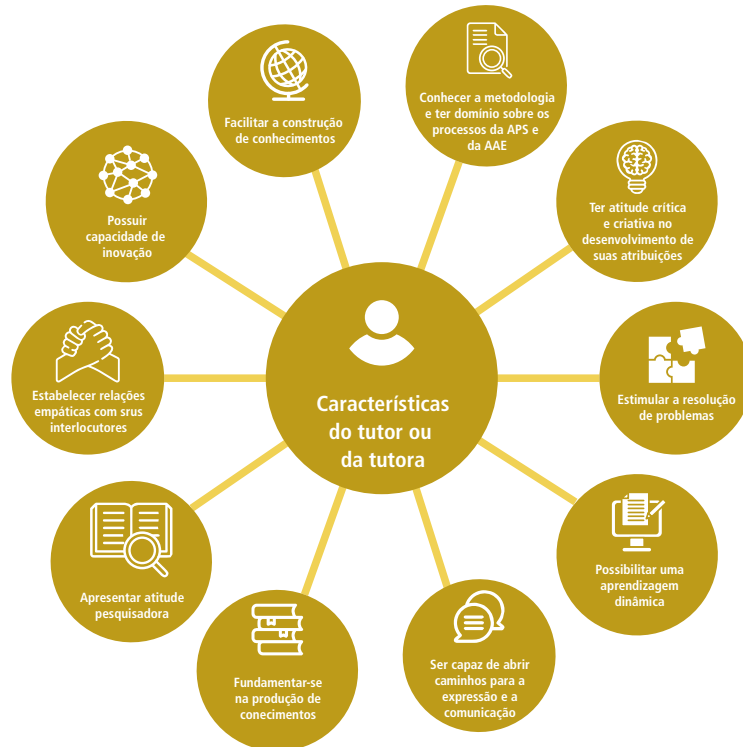 Características
do tutor ou
da tutora
Conhecer a metodologia
e ter domínio sobre os
processos da APS e
da AAE
Ter atitude crítica
e criativa no
desenvolvimento de
suas atribuições
Estimular a resolução
de problemas
Possibilitar uma
aprendizagem
dinâmica
Ser capaz de abrir
caminhos para a
expressão e a
comunicação
Fundamentar-se
na produção de
conecimentos
Apresentar atitude
pesquisadora
Estabelecer relações
empáticas com srus
interlocutores
Possuir
capacidade de
inovação
Facilitar a construção
de conhecimentos